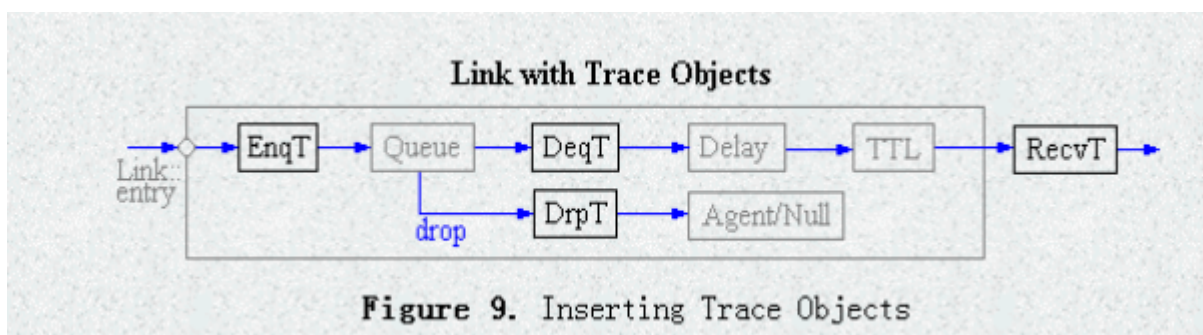 Link with Trace Objects
EnqT Queue DeqT Delay TTL RecvT
Link::
entry
drop DrpT Agent/Null
Figure 9. Inserting Trace Objects